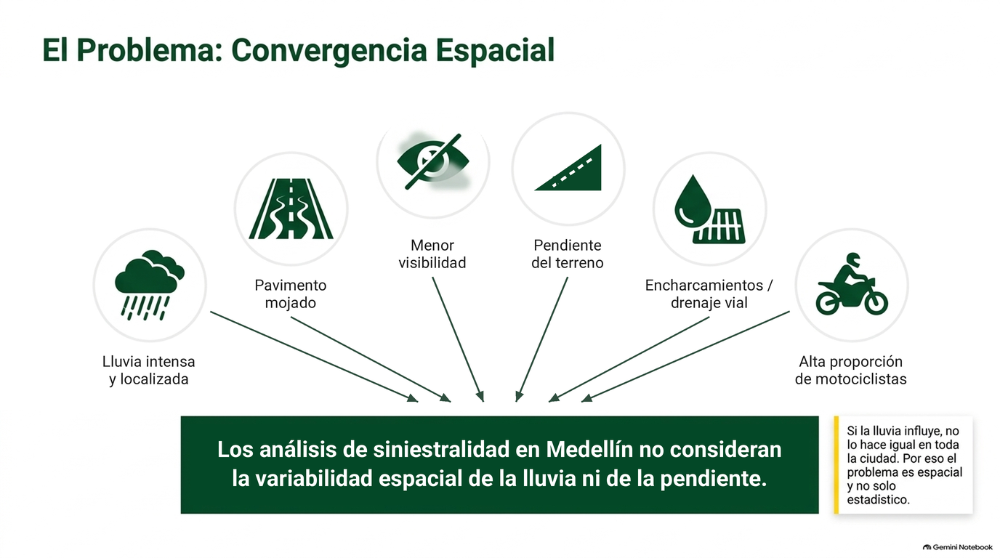 El Problema: Convergencia Espacial
Lluvia intensa
y localizada
Pavimento
mojado
Menor
visibilidad
Pendiente
del terreno
Encharcamientos /
drenaje vial
Alta proporción
de motociclistas
Los análisis de siniestralidad en Medellín no consideran
la variabilidad espacial de la lluvia ni de la pendiente.
Si la lluvia influye, no
lo hace igual en toda
la ciudad. Por eso el
problema es espacial
y no solo
estadístico.
Gemini Notebook